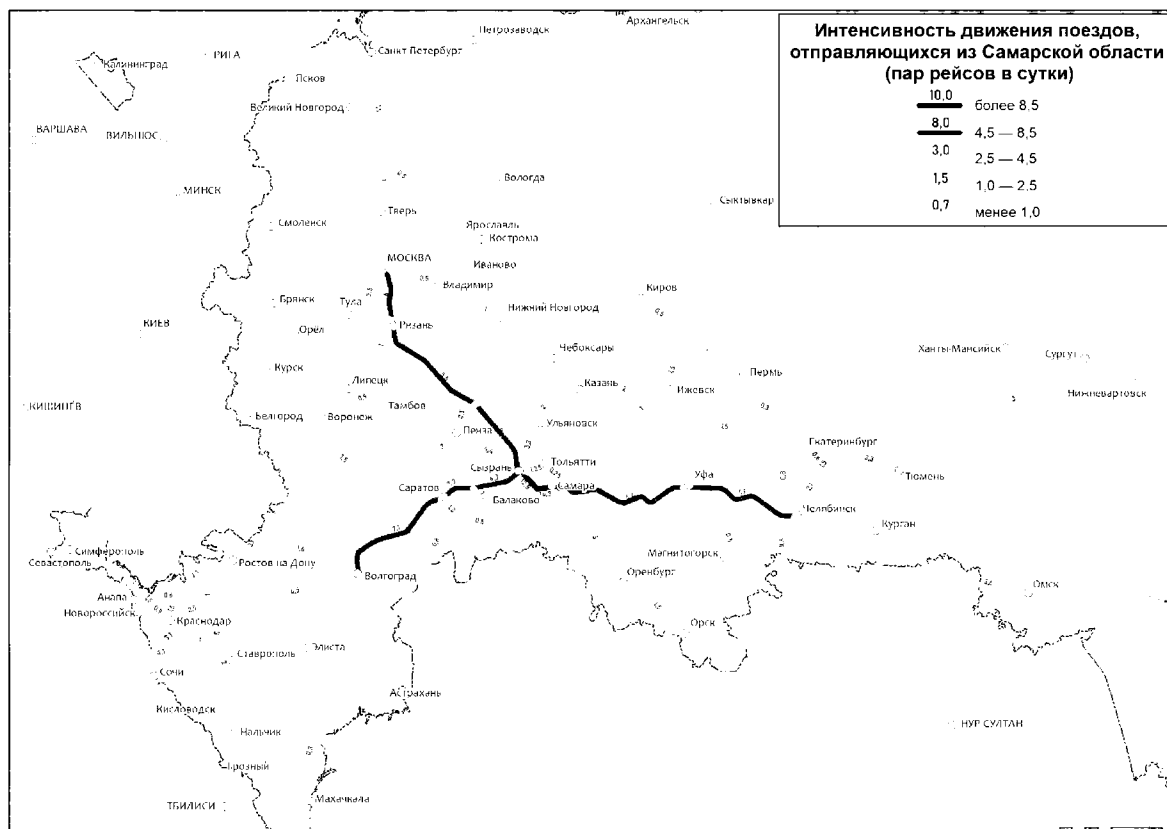 Архангельск
Петрозаводск
Санкт Петербург
РИГА
Калининград
Псков
Великий Новгород
ВАРШАВА
ВИЛЬНЮС
Вологда
МИНСК
Сыктывкар
Тверь
Смоленск
Ярославль
Кострома
МОСКВА
Иваново
0,5
Владимир
Киров
Брянск
Тула
Нижний Новгород
КИЕВ
Рязань
Орёл
Чебоксары
Ханты-Мансийск
Сургут
Курск
Пермь
Липецк
Казань
Ижевск
Нижневартовск
КИШИНЁВ
Тамбов
Белгород
Воронеж
Ульяновск
Пенза
Екатеринбург
Тольятти
Сызрань
Тюмень
Уфа
Саратов
Самара
Балаково
Челябинск
Курган
Симферополь
Севастополь
Ростов на Дону
Магнитогорск
Волгоград
Оренбург
Омск
Анапа
Новороссийск
Краснодар
Орск
Элиста
Ставрополь
Сочи
Астрахань
Кисловодск
НУР СУЛТАН
Нальчик
Грозный
ТБИЛИСИ
Махачкала
Интенсивность движения поездов,
отправляющихся из Самарской области
(пар рейсов в сутки)
10,0 более 8,5
8,0 4,5 — 8,5
3,0 2,5 — 4,5
1,5 1,0 — 2,5
0,7 менее 1,0